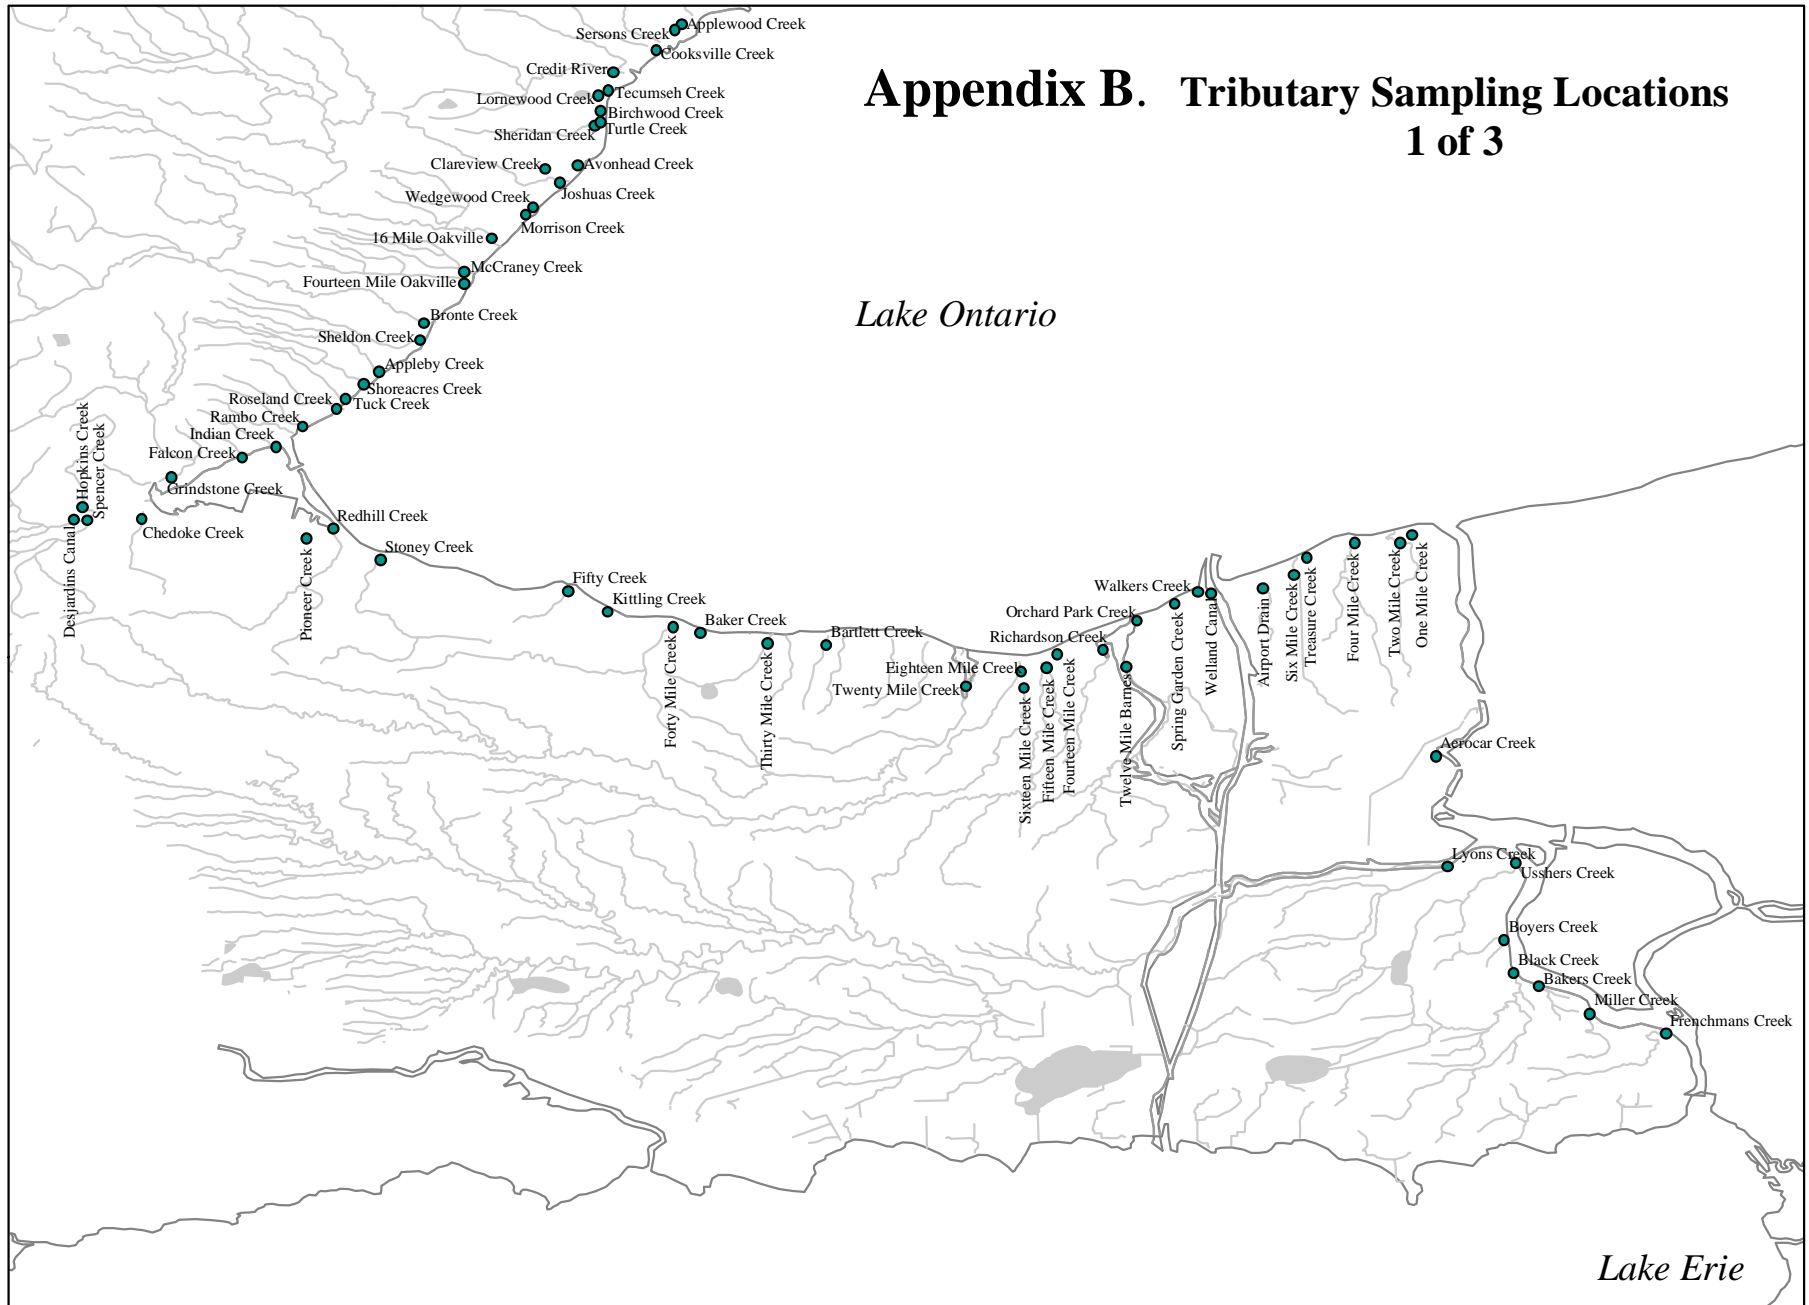 Applewood Creek
Sersons Creek
Cooksville Creek
Credit River
Appendix B. Tributary Sampling Locations
1 of 3
Lornewood Creek
Tecumseh Creek
Birchwood Creek
Turtle Creek
Sheridan Creek
Clareview Creek
Avonhead Creek
Joshuas Creek
Wedgewood Creek
Morrison Creek
16 Mile Oakville
McCraney Creek
Fourteen Mile Oakville
Bronte Creek
Lake Ontario
Sheldon Creek
Appleby Creek
Shoreacres Creek
Roseland Creek
Tuck Creek
Rambo Creek
Indian Creek
Falcon Creek
Grindstone Creek
Hopkins Creek
Spencer Creek
Desjardins Canal
Chedoke Creek
Redhill Creek
Pioneer Creek
Stoney Creek
Fifty Creek
Kittling Creek
Forty Mile Creek
Baker Creek
Thirty Mile Creek
Bartlett Creek
Eighteen Mile Creek
Twenty Mile Creek
Sixteen Mile Creek
Fifteen Mile Creek
Fourteen Mile Creek
Richardson Creek
Orchard Park Creek
Twelve Mile Barnes
Walkers Creek
Spring Garden Creek
Welland Canal
Airport Drain
Six Mile Creek
Treasure Creek
Four Mile Creek
Two Mile Creek
One Mile Creek
Aerocar Creek
Lyons Creek
Usshers Creek
Boyers Creek
Black Creek
Bakers Creek
Miller Creek
Frenchmans Creek
Lake Erie